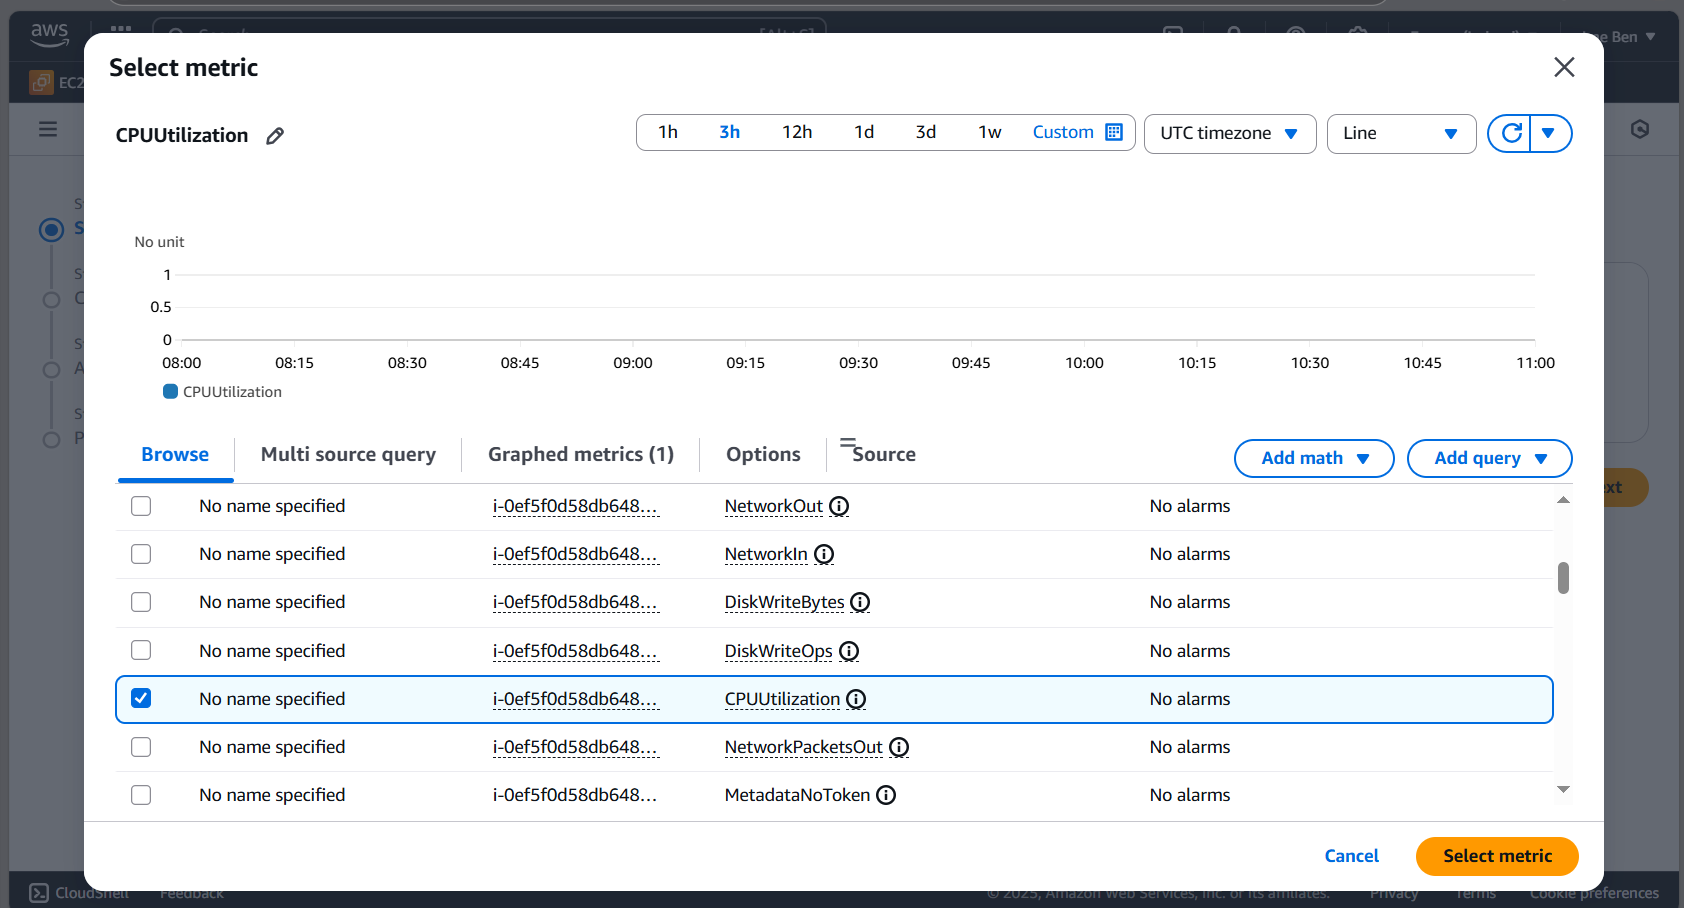 aws
EC2
Select metric
CPUUtilization
1h 3h 12h 1d 3d 1w Custom UTC timezone Line
No unit
1
0.5
0
08:00 08:15 08:30 08:45 09:00 09:15 09:30 09:45 10:00 10:15 10:30 10:45 11:00
CPUUtilization
Browse Multi source query Graphed metrics (1) Options Source Add math Add query
No name specified i-0ef5f0d58db648... NetworkOut No alarms
No name specified i-0ef5f0d58db648... NetworkIn No alarms
No name specified i-0ef5f0d58db648... DiskWriteBytes No alarms
No name specified i-0ef5f0d58db648... DiskWriteOps No alarms
No name specified i-0ef5f0d58db648... CPUUtilization No alarms
No name specified i-0ef5f0d58db648... NetworkPacketsOut No alarms
No name specified i-0ef5f0d58db648... MetadataNoToken No alarms
Cancel Select metric
CloudShell Feedback © 2025, Amazon Web Services, Inc. or its affiliates. Privacy Terms Cookie preferences